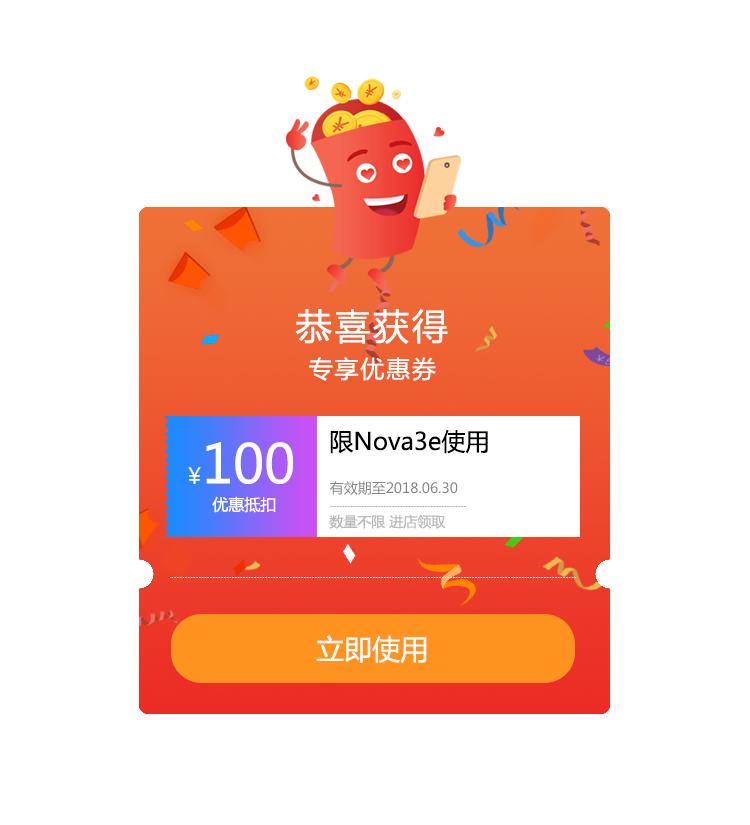 恭喜获得
专享优惠券
¥100
优惠抵扣
限Nova3e使用
有效期至2018.06.30
数量不限 进店领取
立即使用